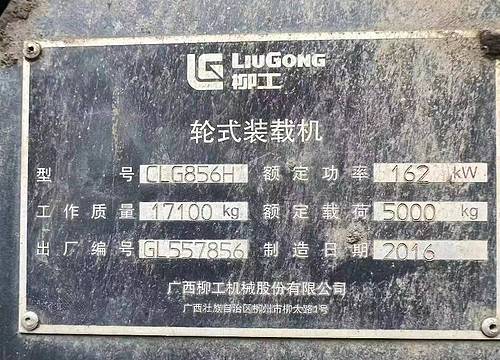 LIUGONG
柳工
轮式装载机
型号 CLG856H 额定功率 162 kW
工作质量 17100 kg 额定载荷 5000 kg
出厂编号 GL557856 制造日期 2016
广西柳工机械股份有限公司
广西壮族自治区柳州市柳太路1号